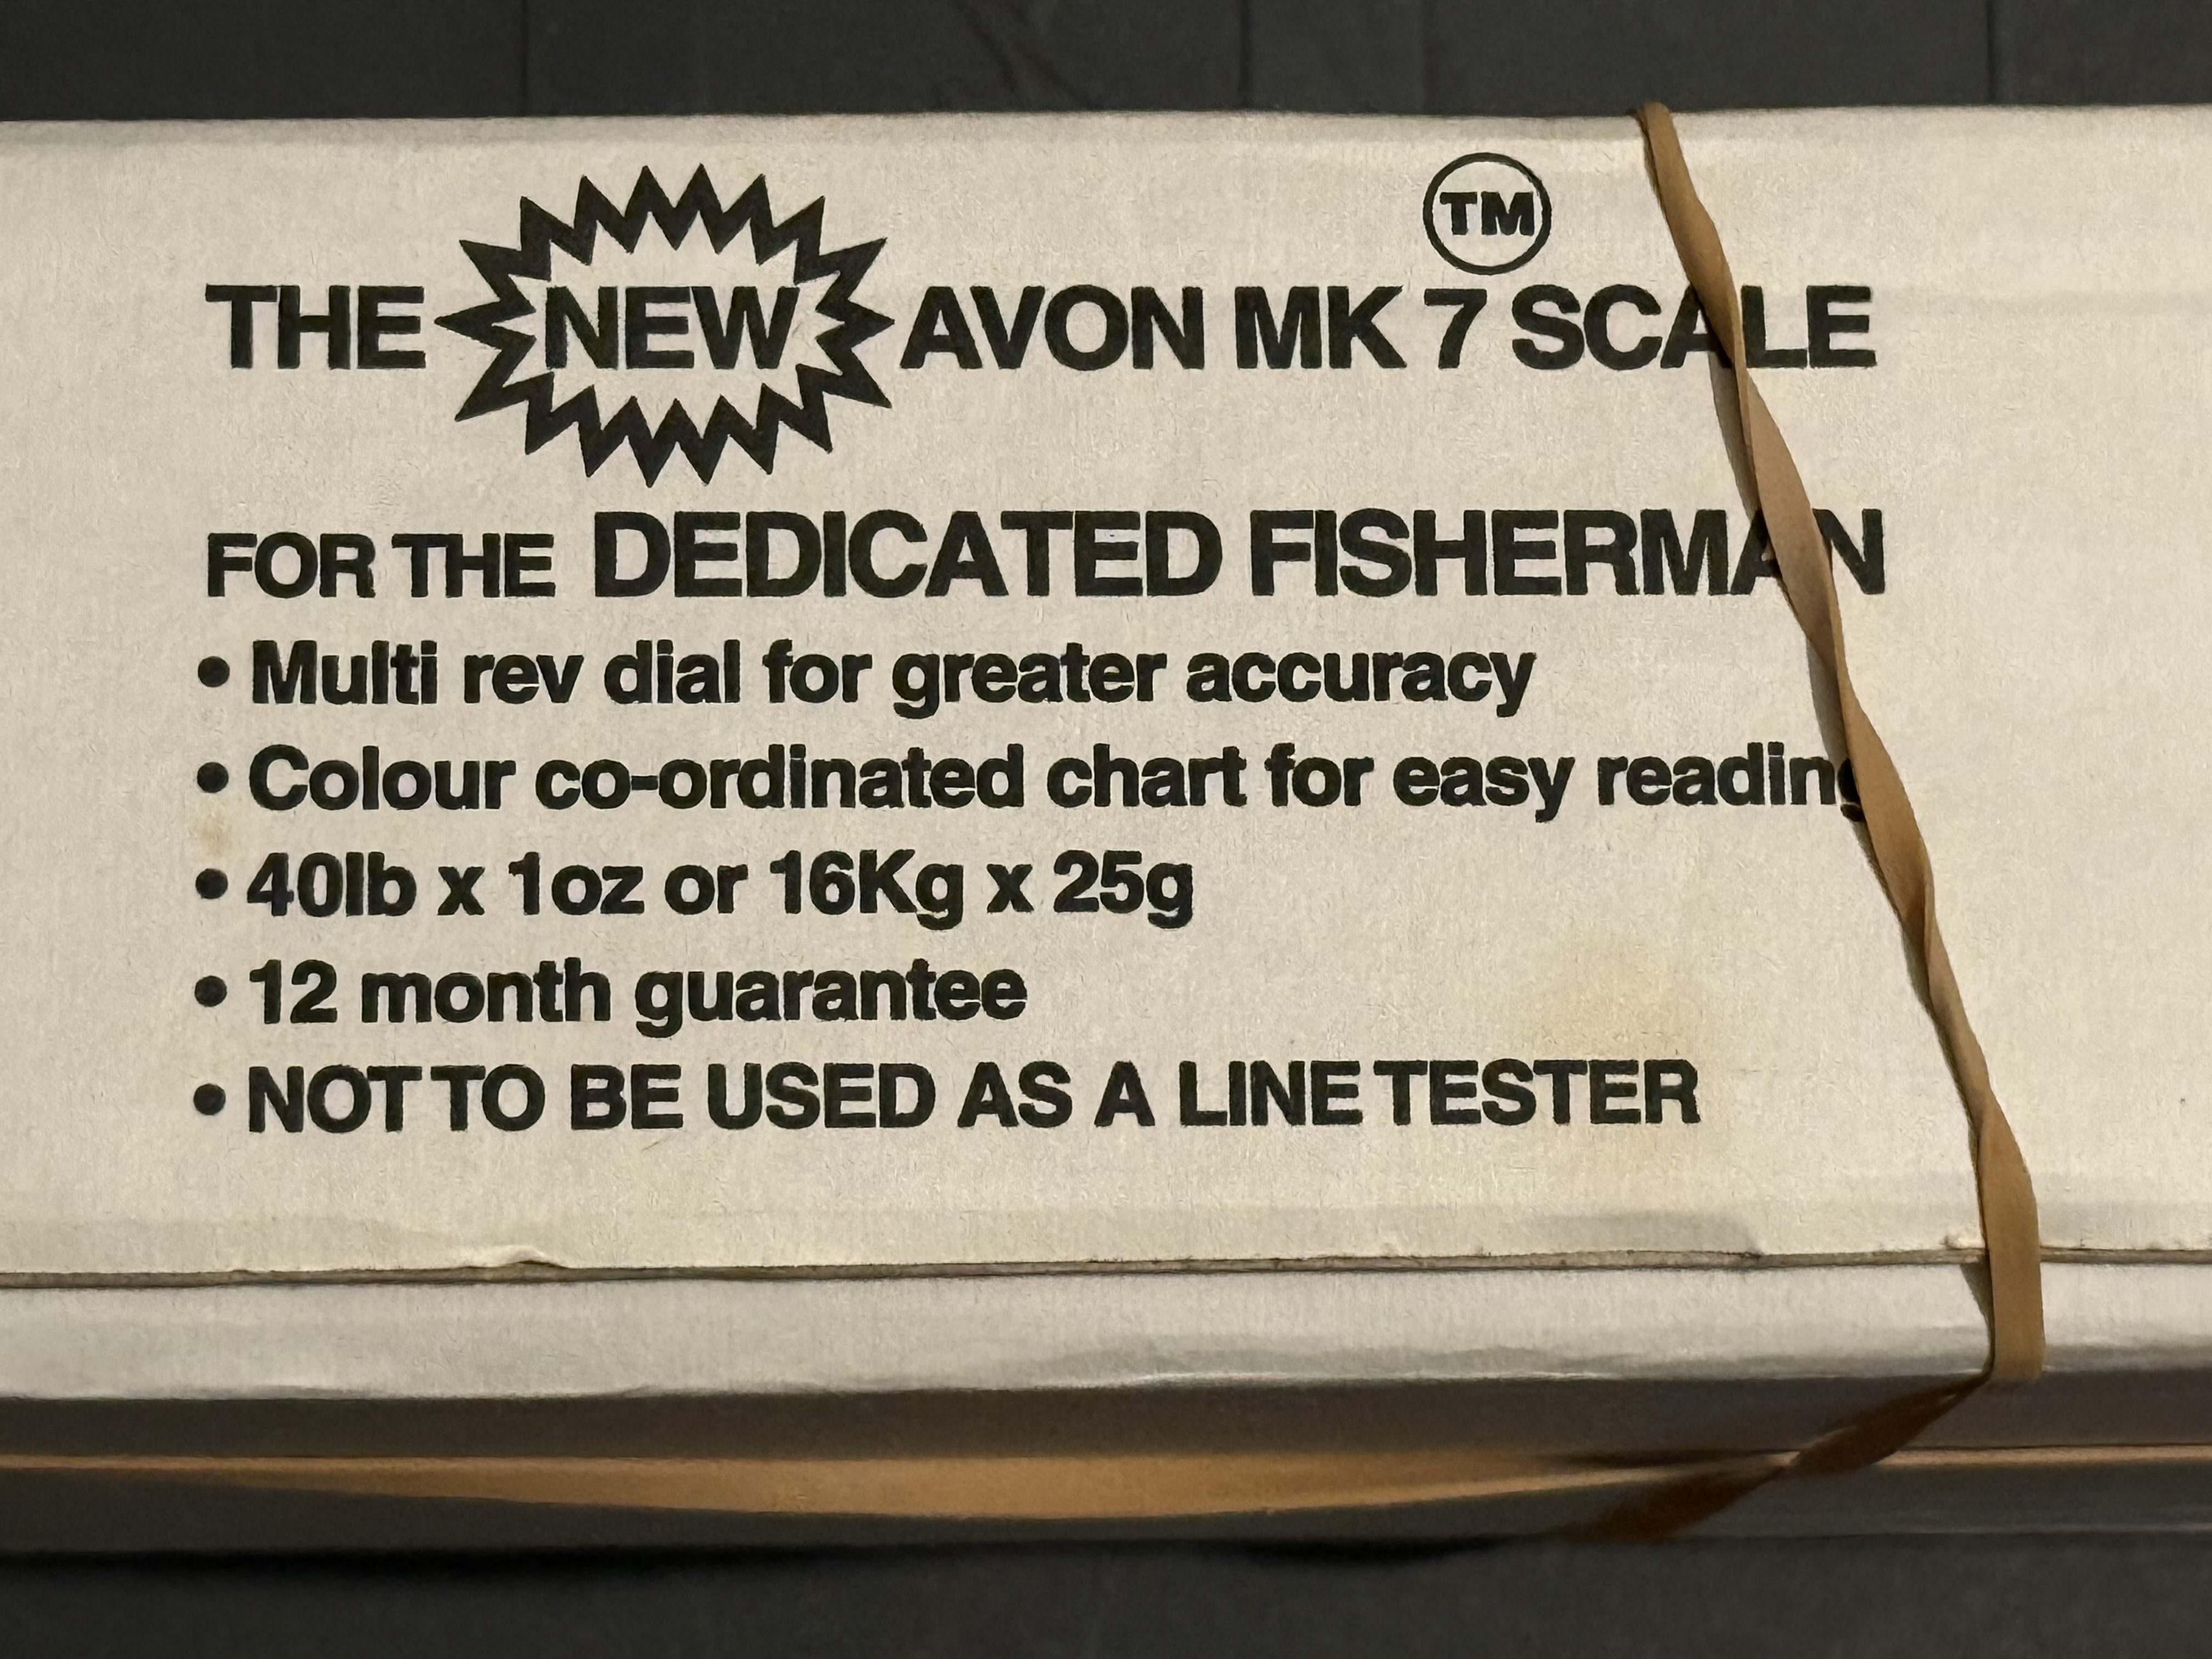 TM
THE NEW AVON MK 7 SCALE
FOR THE DEDICATED FISHERMAN
• Multi rev dial for greater accuracy
• Colour co-ordinated chart for easy reading
• 40lb x 1oz or 16Kg x 25g
• 12 month guarantee
• NOT TO BE USED AS A LINE TESTER